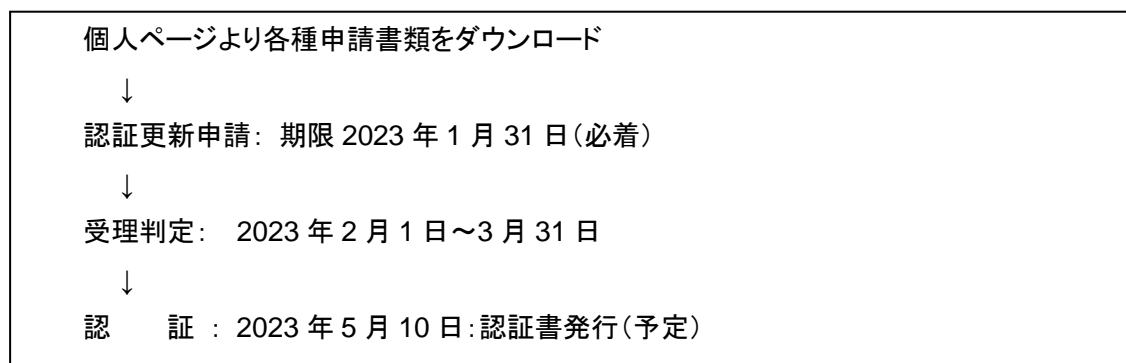 個人ページより各種申請書類をダウンロード
↓
認証更新申請： 期限 2023 年 1 月 31 日（必着）
↓
受理判定：　2023 年 2 月 1 日～3 月 31 日
↓
認　　証 ： 2023 年 5 月 10 日：認証書発行（予定）